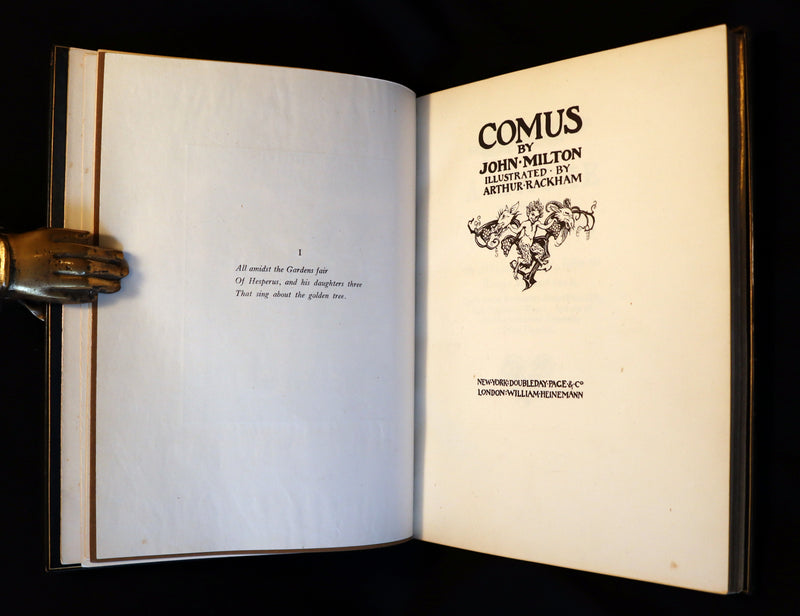 I
All amidst the Gardens fair
Of Hesperus, and his daughters three
That sing about the golden tree.
COMUS
BY
JOHN·MILTON
ILLUSTRATED·BY
ARTHUR·RACKHAM
NEW·YORK:DOUBLEDAY·PAGE·&·Co
LONDON:WILLIAM·HEINEMANN